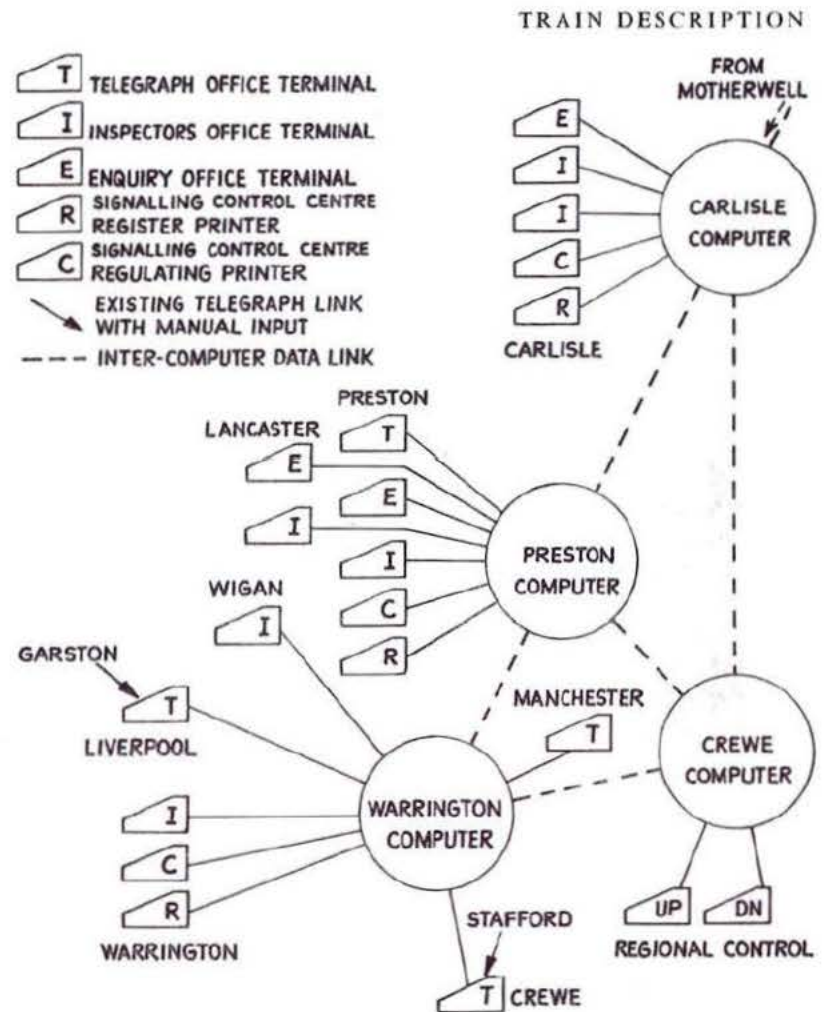 TRAIN DESCRIPTION
T TELEGRAPH OFFICE TERMINAL
I INSPECTORS OFFICE TERMINAL
E ENQUIRY OFFICE TERMINAL
R SIGNALLING CONTROL CENTRE
REGISTER PRINTER
C SIGNALLING CONTROL CENTRE
REGULATING PRINTER
EXISTING TELEGRAPH LINK
WITH MANUAL INPUT
INTER-COMPUTER DATA LINK
FROM
MOTHERWELL
E
I
I
C
R
CARLISLE
CARLISLE
COMPUTER
PRESTON
T
LANCASTER
E
E
I
I
C
R
PRESTON
COMPUTER
WIGAN
I
GARSTON
T
LIVERPOOL
MANCHESTER
T
I
C
R
WARRINGTON
WARRINGTON
COMPUTER
CREWE
COMPUTER
UP
DN
REGIONAL CONTROL
STAFFORD
T CREWE